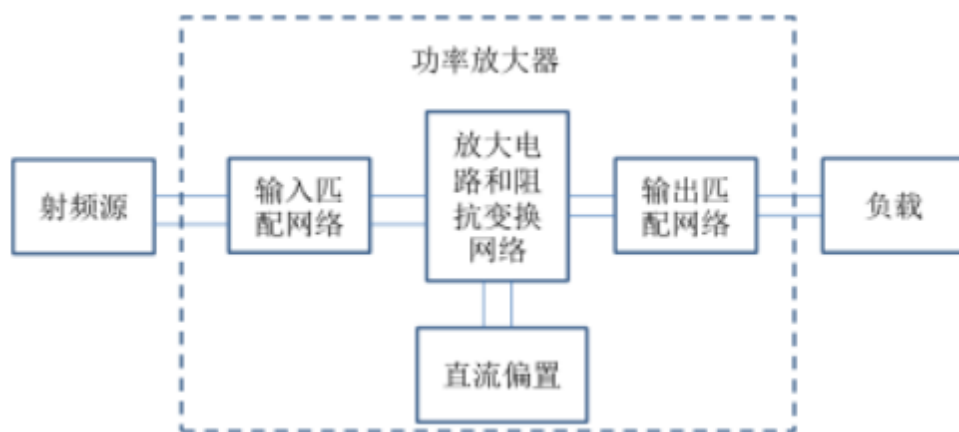 功率放大器
射频源
输入匹
配网络
放大电
路和阻
抗变换
网络
输出匹
配网络
负载
直流偏置